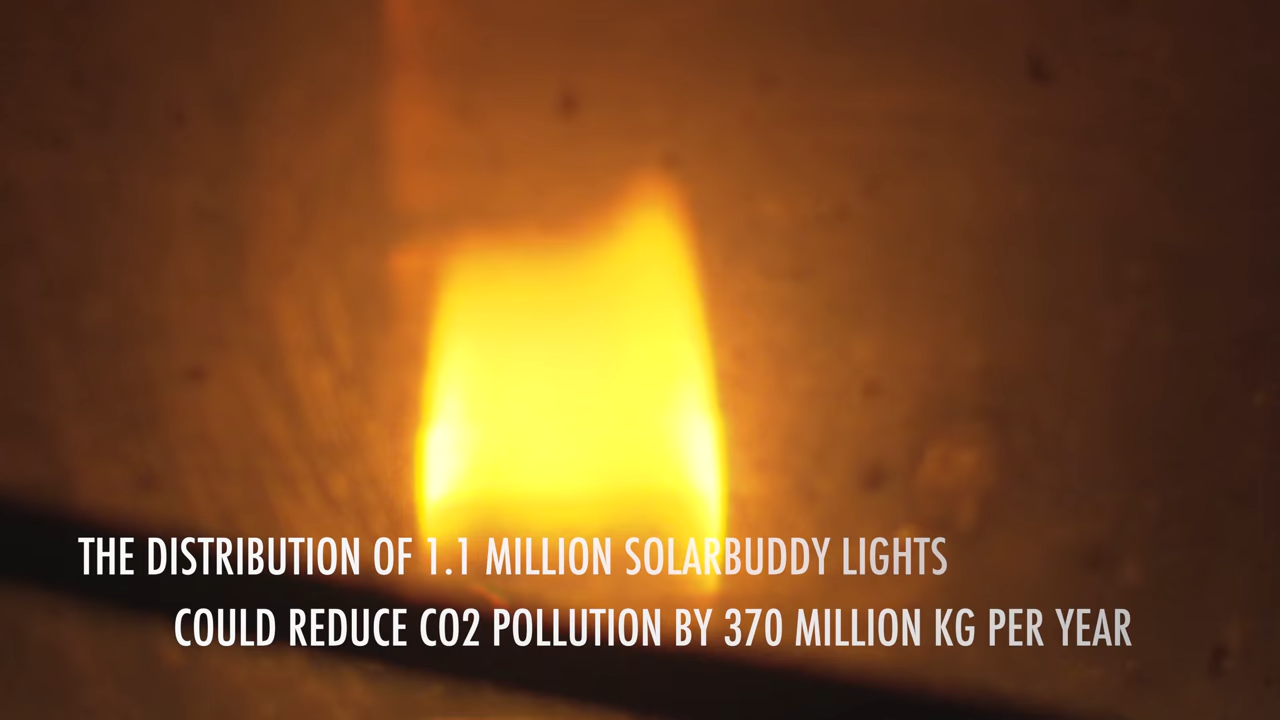 THE DISTRIBUTION OF 1.1 MILLION SOLARBUDDY LIGHTS
COULD REDUCE CO2 POLLUTION BY 370 MILLION KG PER YEAR